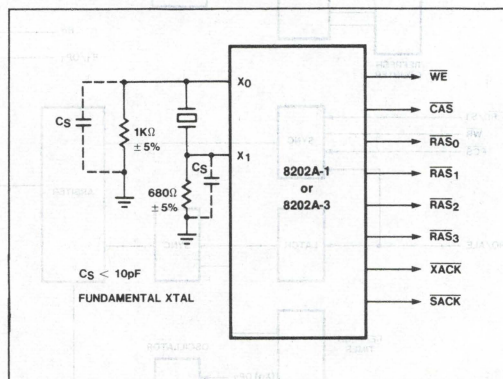 X0
WE
CS
1KΩ
±5%
CAS
RAS0
X1
CS
RAS1
680Ω
±5%
8202A-1
or
8202A-3
RAS2
RAS3
CS < 10pF
XACK
FUNDAMENTAL XTAL
SACK